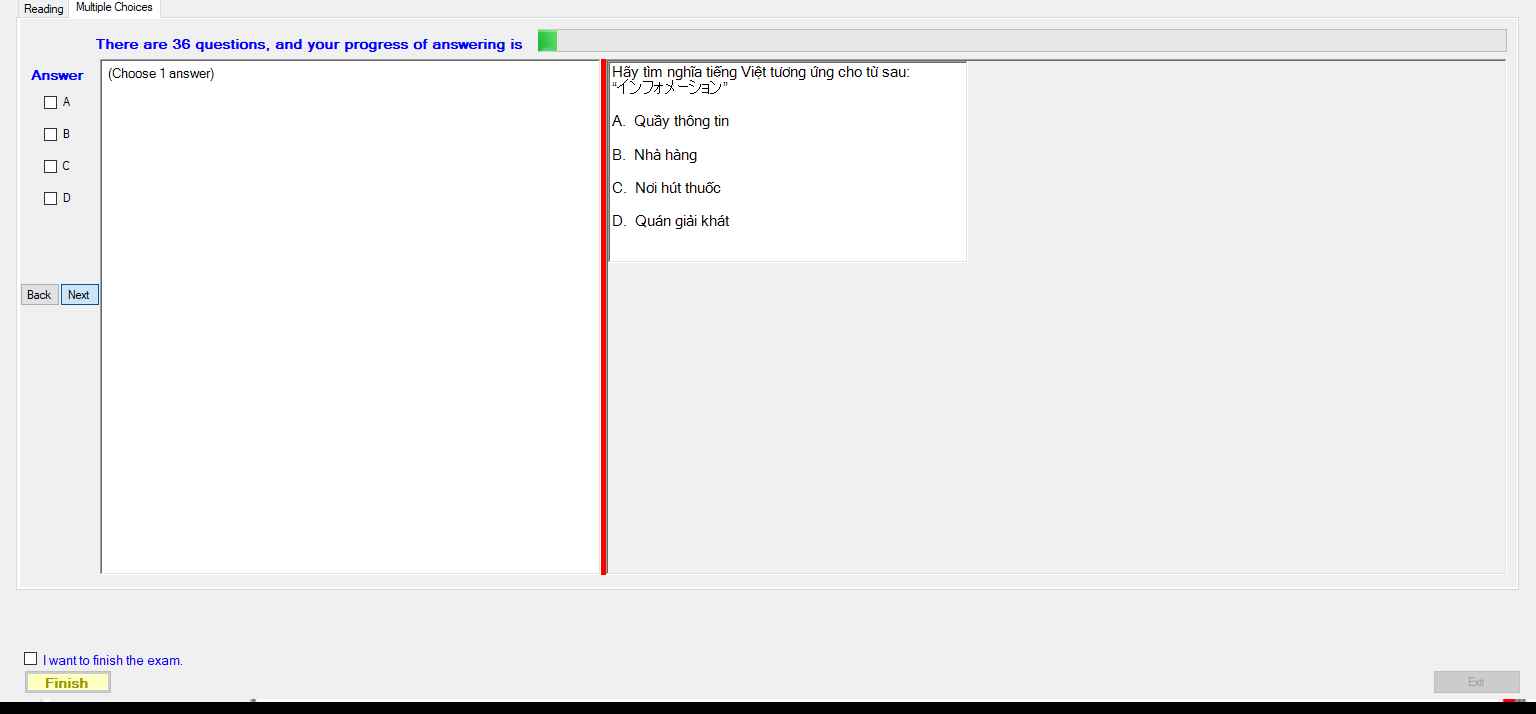 Reading Multiple Choices
There are 36 questions, and your progress of answering is
Answer
A
B
C
D
Back Next
(Choose 1 answer)
Hãy tìm nghĩa tiếng Việt tương ứng cho từ sau:
“インフォメーション”
A. Quầy thông tin
B. Nhà hàng
C. Nơi hút thuốc
D. Quán giải khát
I want to finish the exam.
Finish
Exit